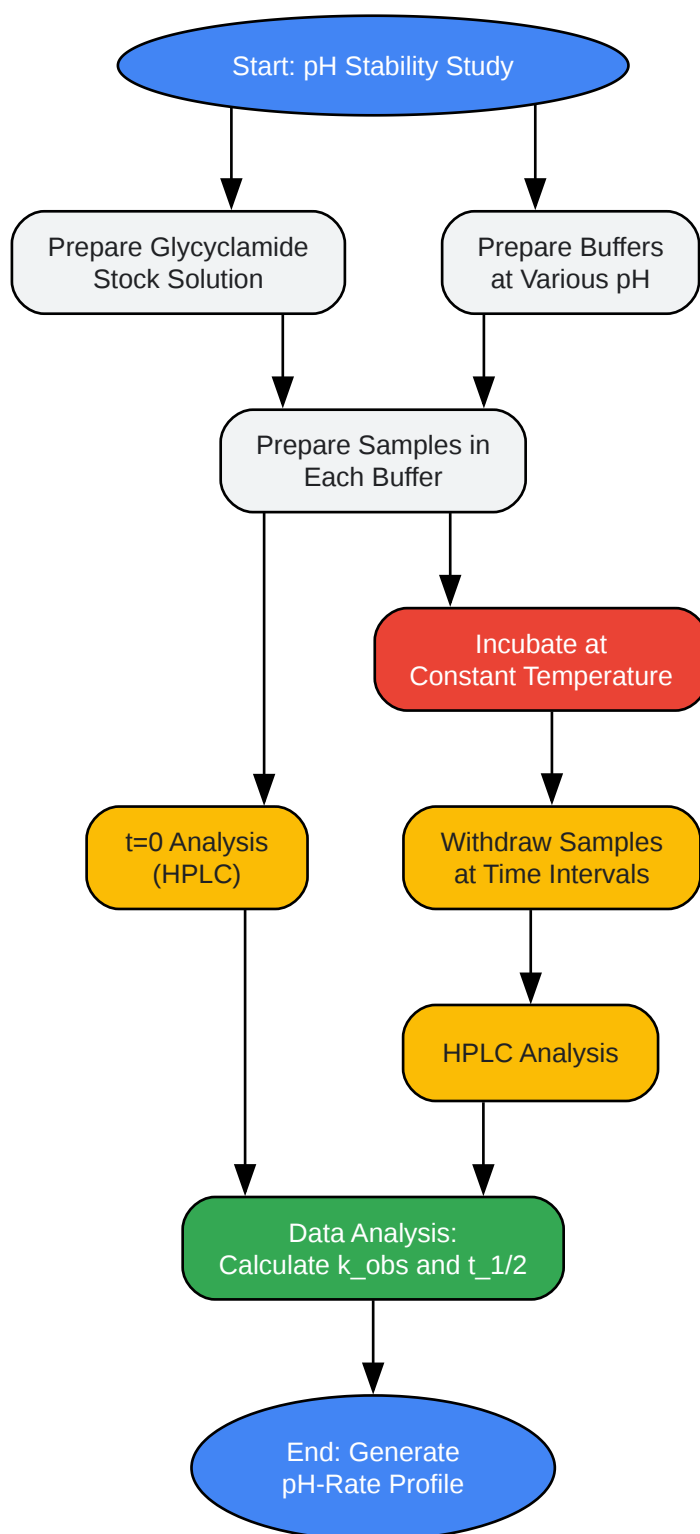 Start: pH Stability Study
Prepare Glycyclamide
Stock Solution
Prepare Buffers
at Various pH
Prepare Samples in
Each Buffer
Incubate at
Constant Temperature
t=0 Analysis
(HPLC)
Withdraw Samples
at Time Intervals
HPLC Analysis
Data Analysis:
Calculate k_obs and t_1/2
End: Generate
pH-Rate Profile